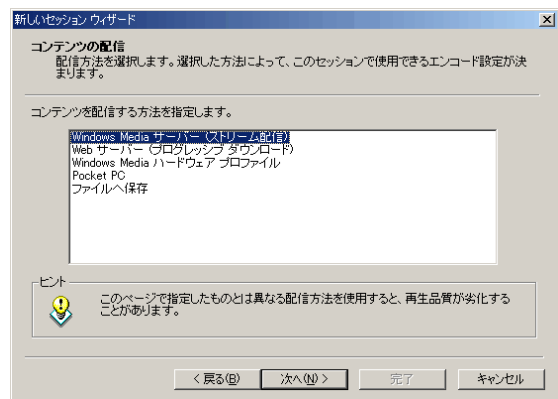 新しいセッション ウィザード
コンテンツの配信
配信方法を選択します。選択した方法によって、このセッションで使用できるエンコード設定が決
まります。
コンテンツを配信する方法を指定します。
Windows Media サーバー (ストリーム配信)
Web サーバー (プログレッシブ ダウンロード)
Windows Media ハードウェア プロファイル
Pocket PC
ファイルへ保存
ヒント
このページで指定したものとは異なる配信方法を使用すると、再生品質が劣化する
ことがあります。
< 戻る(B)
次へ(N) >
完了
キャンセル